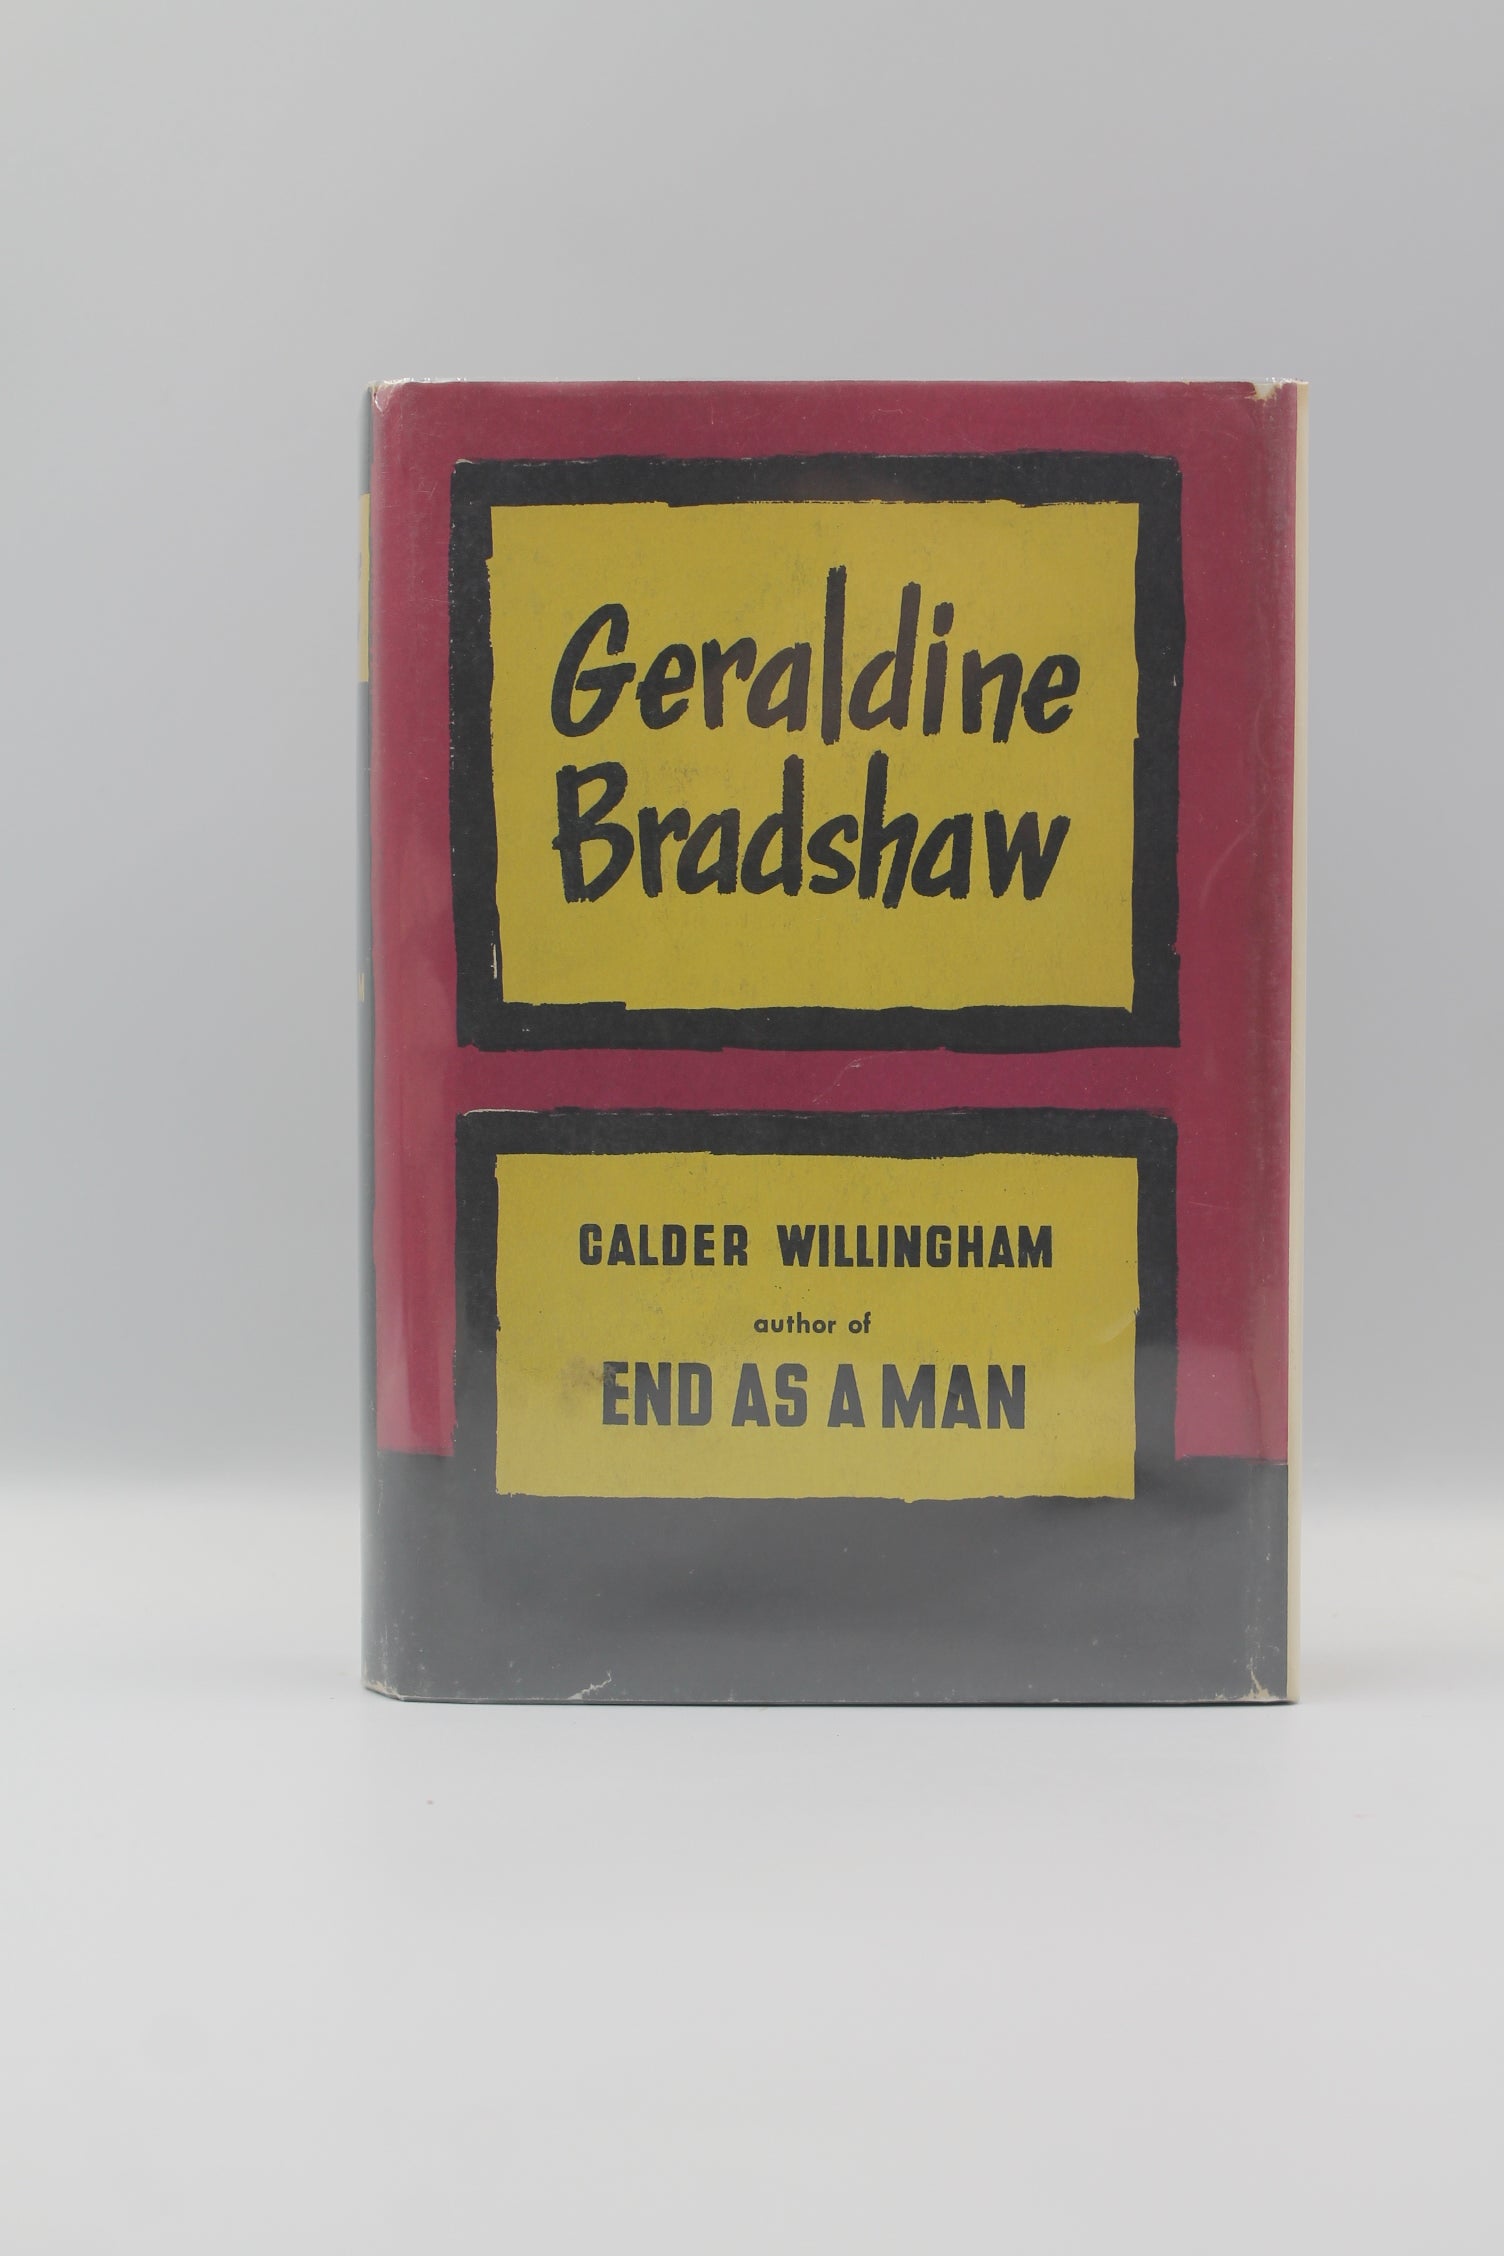 Geraldine
Bradshaw
CALDER WILLINGHAM
author of
END AS A MAN